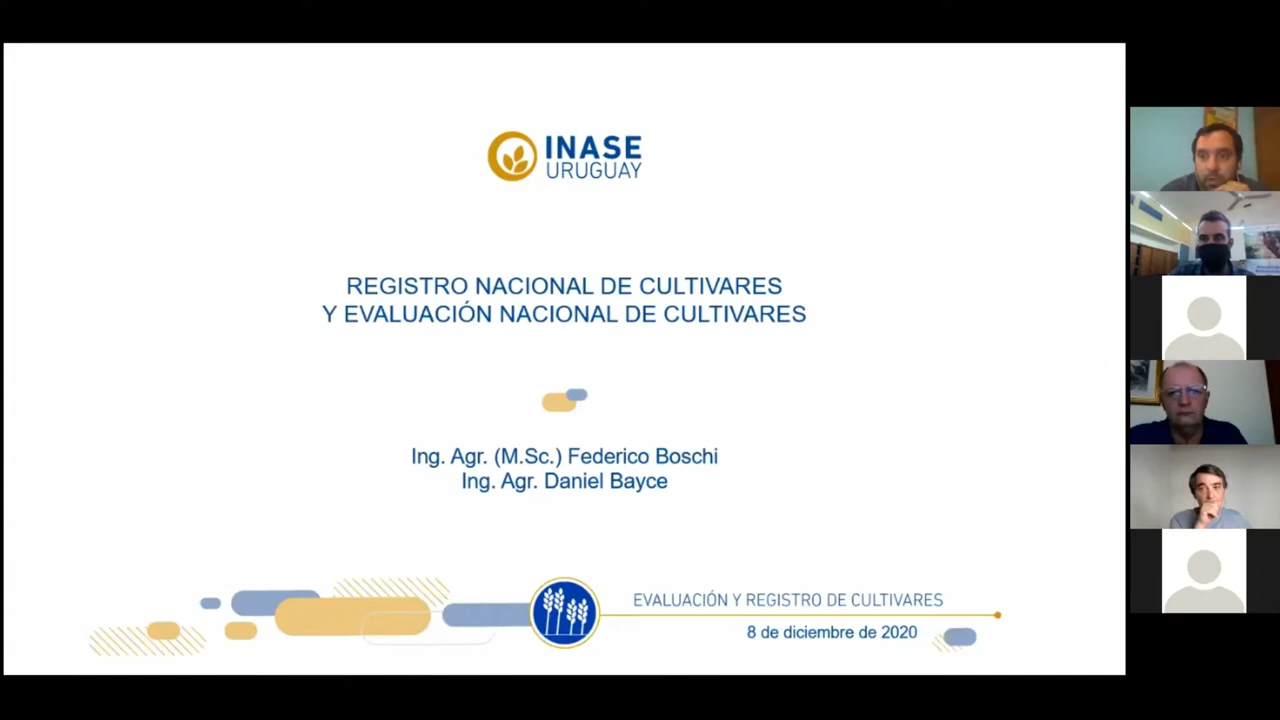 INASE
URUGUAY
REGISTRO NACIONAL DE CULTIVARES
Y EVALUACIÓN NACIONAL DE CULTIVARES
Ing. Agr. (M.Sc.) Federico Boschi
Ing. Agr. Daniel Bayce
EVALUACIÓN Y REGISTRO DE CULTIVARES
8 de diciembre de 2020